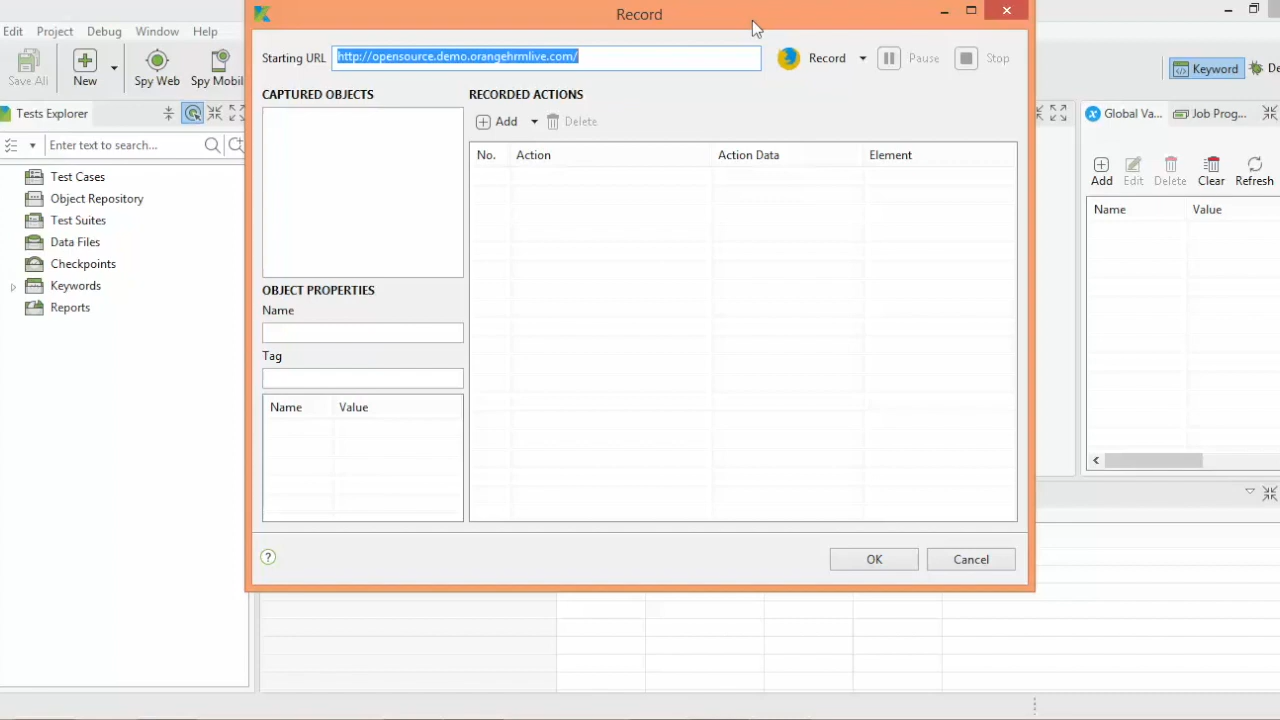 Record
Edit Project Debug Window Help
Save All
New
Spy Web
Spy Mobil
Keyword
De
Starting URL
http://opensource.demo.orangehrmlive.com/
Record
Pause
Stop
Tests Explorer
Enter text to search...
Test Cases
Object Repository
Test Suites
Data Files
Checkpoints
Keywords
Reports
CAPTURED OBJECTS
OBJECT PROPERTIES
Name
Tag
Name Value
RECORDED ACTIONS
Add Delete
No. Action Action Data Element
? OK Cancel
Global Va... Job Prog...
Add Edit Delete Clear Refresh
Name Value